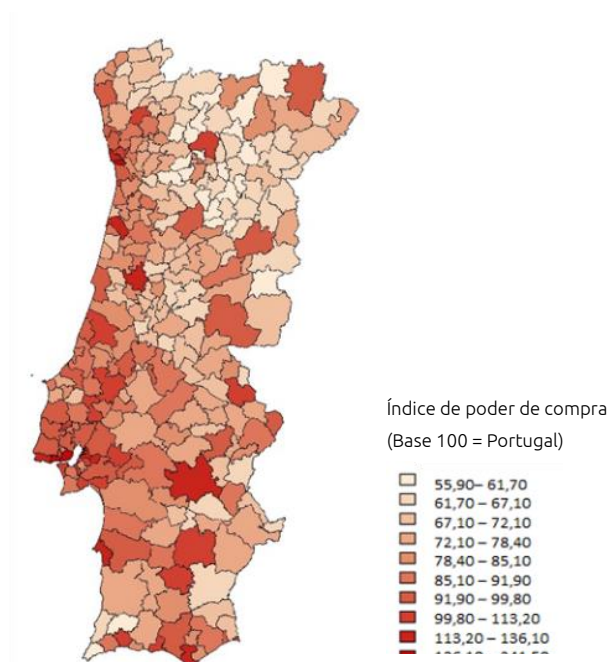 Índice de poder de compra
(Base 100 = Portugal)
55,90– 61,70
61,70 – 67,10
67,10 – 72,10
72,10 – 78,40
78,40 – 85,10
85,10 – 91,90
91,90 – 99,80
99,80 – 113,20
113,20 – 136,10